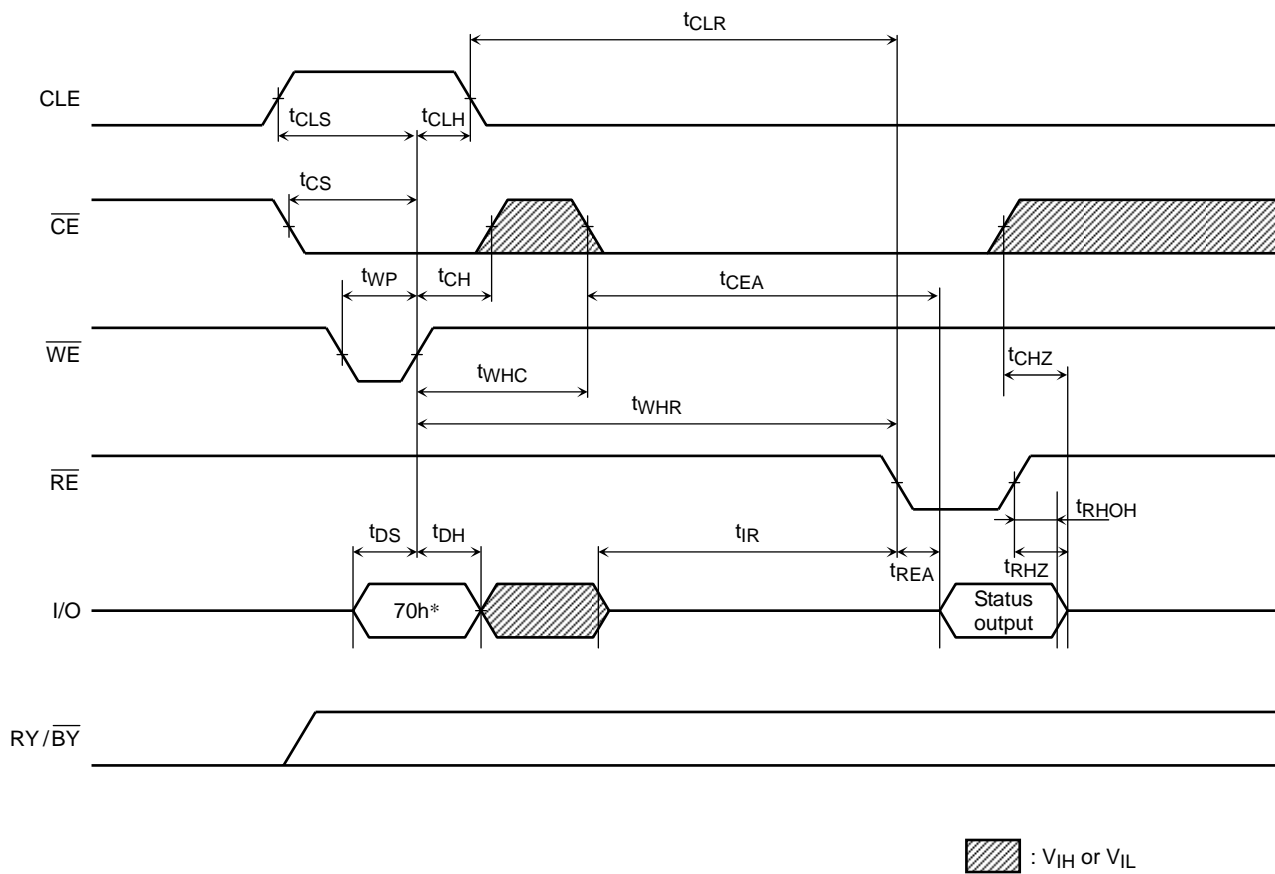 tCLR
CLE
tCLS
tCLH
tCS
CE
tWP
tCH
tCEA
WE
tCHZ
tWHC
tWHR
RE
tRHOH
tDS
tDH
tIR
tREA
tRHZ
I/O
70h*
Status
output
RY/BY
: VIH or VIL